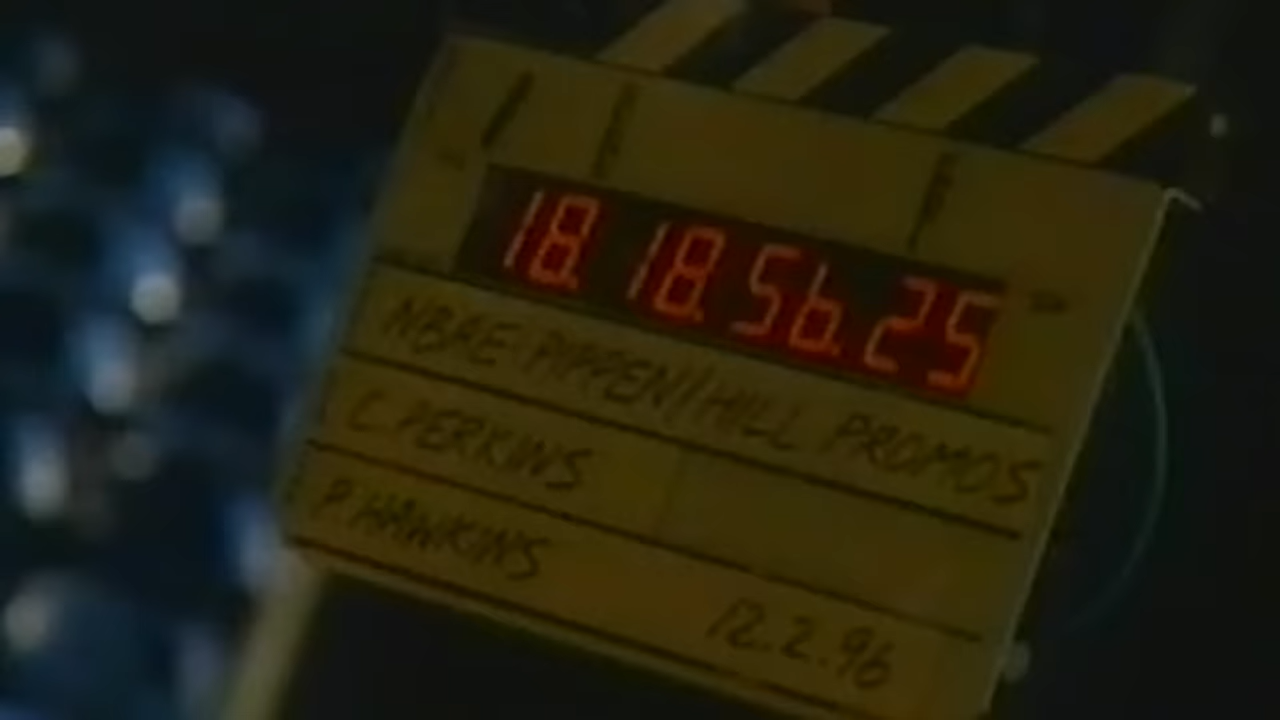 18.18.56.25
NBAE: PIPPEN/HILL PROMOS
C. PERKINS
P. HAWKINS
12.2.96